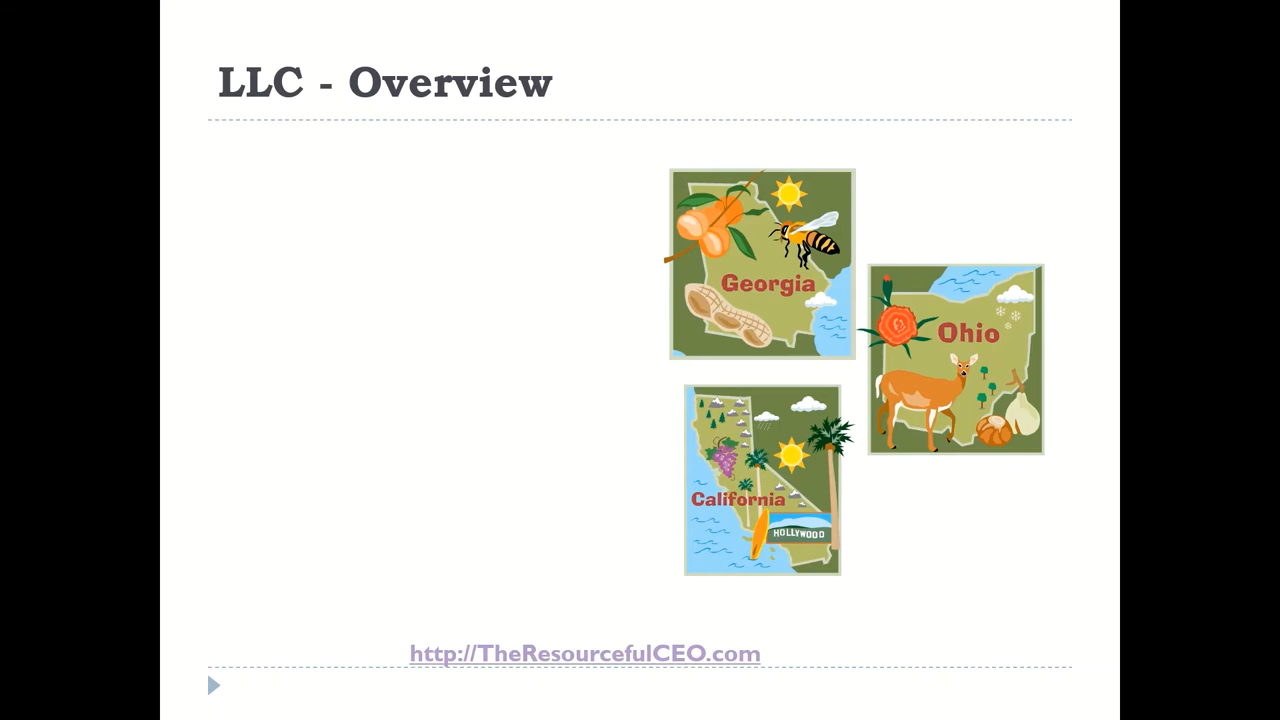 LLC - Overview
Georgia
Ohio
California
HOLLYWOOD
http://TheResourcefulCEO.com